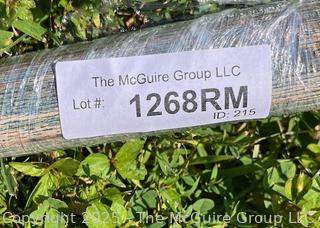 The McGuire Group LLC
Lot #: 1268RM
ID: 215
Copyright 2025 The McGuire Group LLC